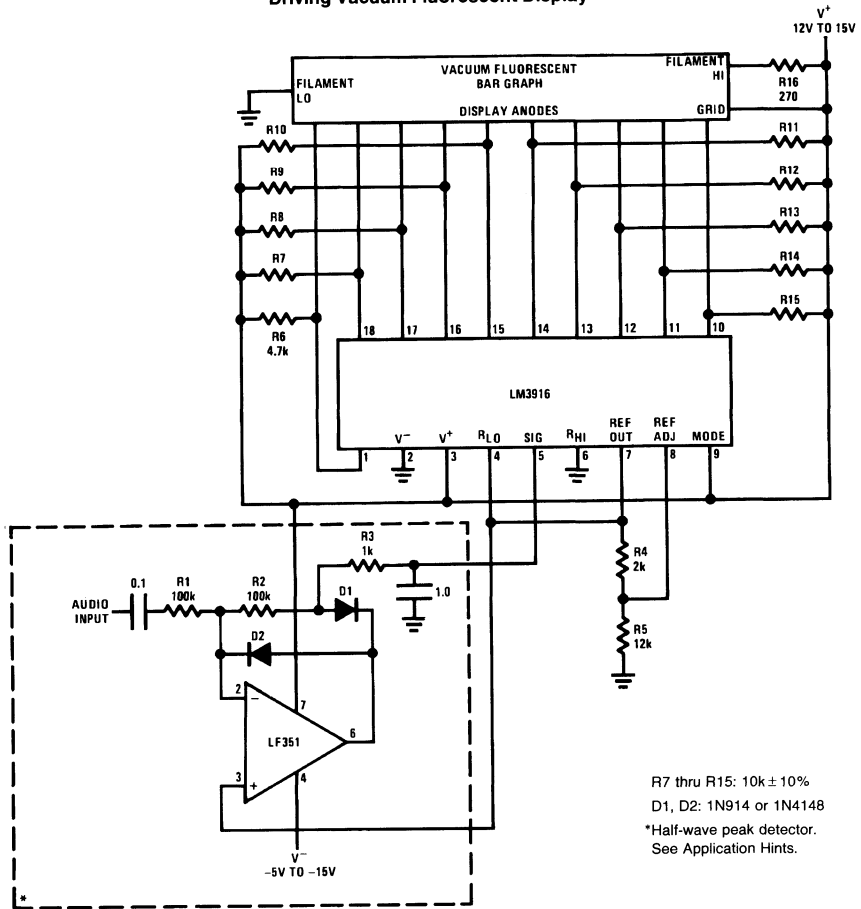 Driving Vacuum Fluorescent Display
V+
12V TO 15V
FILAMENT LO
VACUUM FLUORESCENT
BAR GRAPH
DISPLAY ANODES
FILAMENT HI
GRID
R16
270
R10
R9
R8
R7
R6
4.7k
R11
R12
R13
R14
R15
18 17 16 15 14 13 12 11 10
LM3916
V− V+ RLO SIG RHI REF OUT REF ADJ MODE
1 2 3 4 5 6 7 8 9
R3
1k
R4
2k
R5
12k
0.1
R1
100k
R2
100k
D1
1.0
AUDIO
INPUT
D2
2
−
7
LF351
6
3
+
4
V−
−5V TO −15V
*
R7 thru R15: 10k ± 10%
D1, D2: 1N914 or 1N4148
*Half-wave peak detector.
See Application Hints.